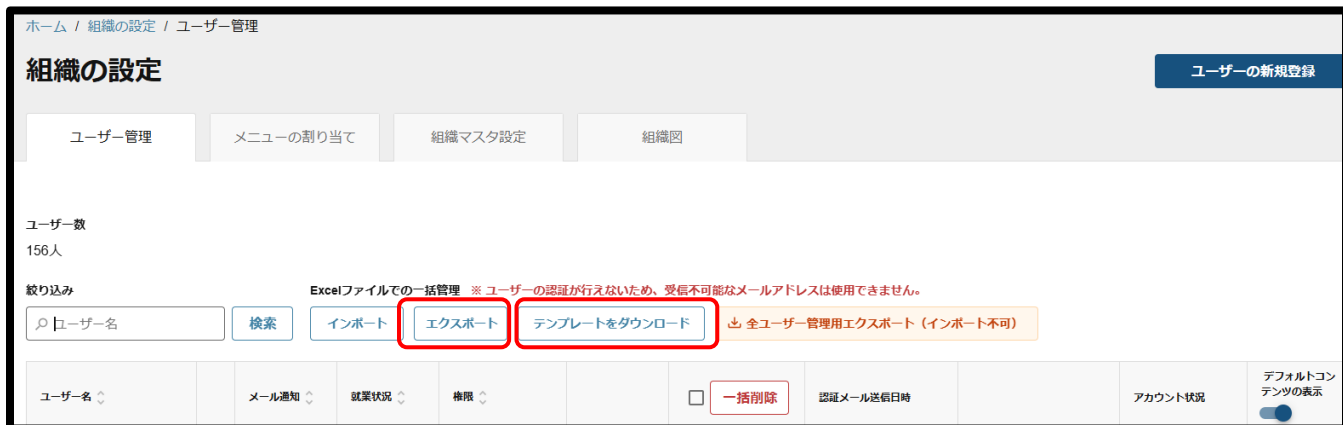 ホーム / 組織の設定 / ユーザー管理
組織の設定
ユーザーの新規登録
ユーザー管理 メニューの割り当て 組織マスタ設定 組織図
ユーザー数
156人
絞り込み Excelファイルでの一括管理 ※ ユーザーの認証が行えないため、受信不可能なメールアドレスは使用できません。
ユーザー名 検索 インポート エクスポート テンプレートをダウンロード 全ユーザー管理用エクスポート（インポート不可）
ユーザー名 メール通知 就業状況 権限 一括削除 認証メール送信日時 アカウント状況 デフォルトコン
テンツの表示